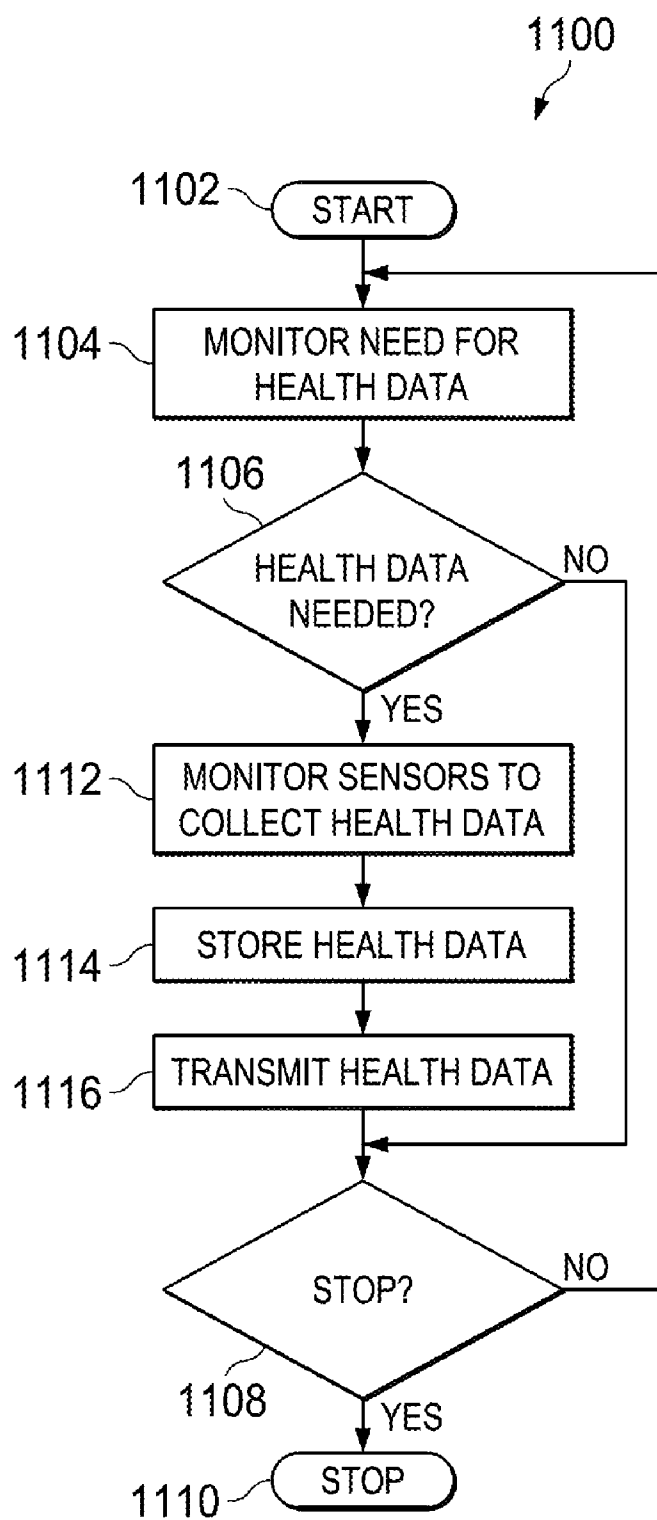 1100
1102
START
1104
MONITOR NEED FOR
HEALTH DATA
1106
HEALTH DATA
NEEDED?
NO
YES
1112
MONITOR SENSORS TO
COLLECT HEALTH DATA
1114
STORE HEALTH DATA
1116
TRANSMIT HEALTH DATA
STOP?
NO
1108
YES
1110
STOP